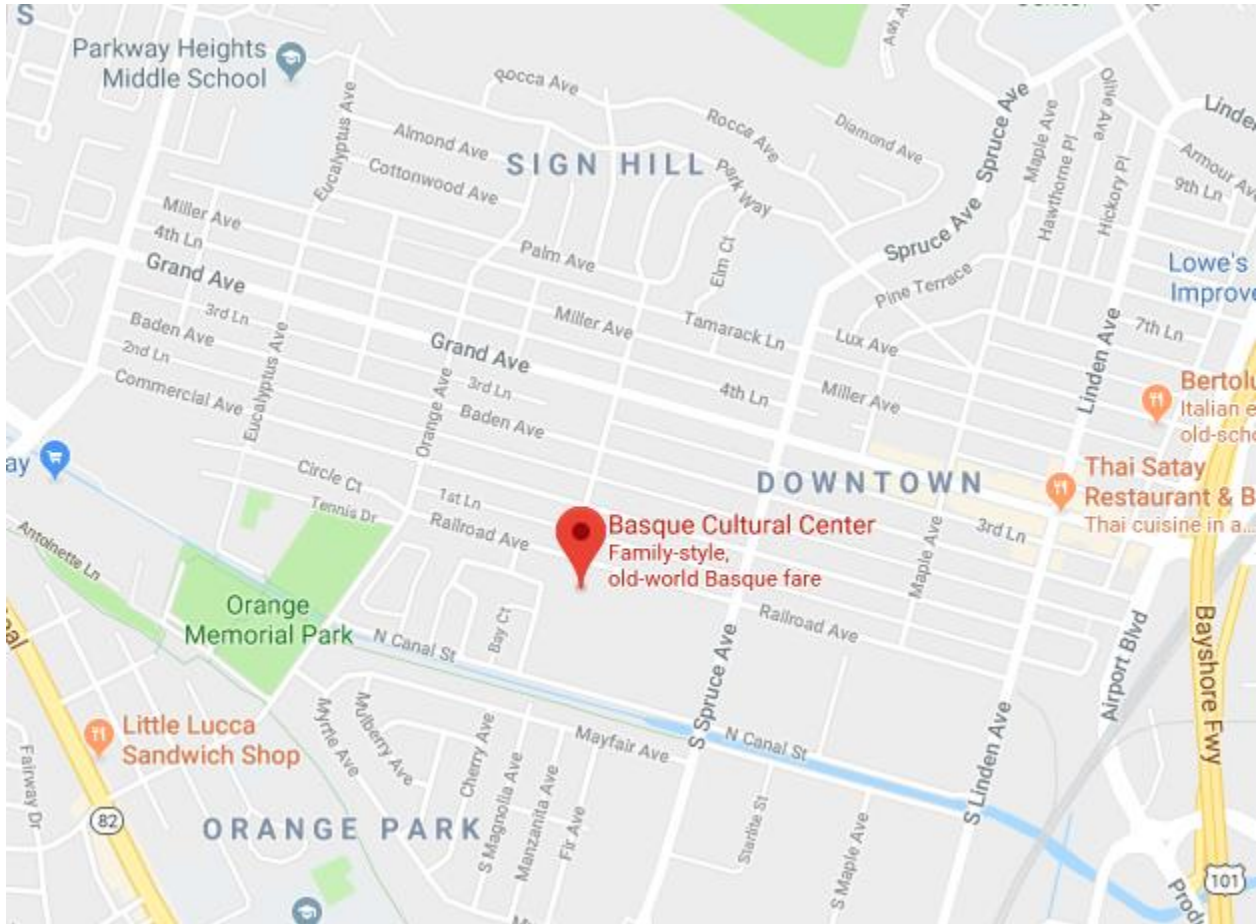 S
Parkway Heights
Middle School
Rocca Ave
Ash Av
Spruce Ave
Maple Ave
Olive Ave
Linde
Hawthorne Pl
Hickory Pl
Armour Ave
9th Ln
Eucalyptus Ave
Almond Ave
Cottonwood Ave
SIGN HILL
Rocca Ave
Diamond Ave
Park Way
Spruce Ave
Miller Ave
4th Ln
Grand Ave
Palm Ave
Elm Ct
Pine Terrace
Lowe's
Improve
3rd Ln
Baden Ave
2nd Ln
Commercial Ave
Eucalyptus Ave
Orange Ave
Grand Ave
3rd Ln
Baden Ave
Miller Ave
Tamarack Ln
4th Ln
Lux Ave
Miller Ave
Linden Ave
7th Ln
Bertolu
Italian e
old-scho
DOWNTOWN
Thai Satay
Restaurant & B
Thai cuisine in a...
3rd Ln
ay
Circle Ct
Tennis Dr
1st Ln
Railroad Ave
Basque Cultural Center
Family-style,
old-world Basque fare
Maple Ave
Railroad Ave
Antoinette Ln
Orange
Memorial Park
N Canal St
Bay Ct
S Spruce Ave
Airport Blvd
Bayshore Fwy
Little Lucca
Sandwich Shop
Myrtle Ave
Mulberry Ave
Cherry Ave
Mayfair Ave
N Canal St
S Linden Ave
Fairway Dr
82
ORANGE PARK
S Magnolia Ave
Manzanita Ave
Fir Ave
Starlite St
S Maple Ave
101
Produ